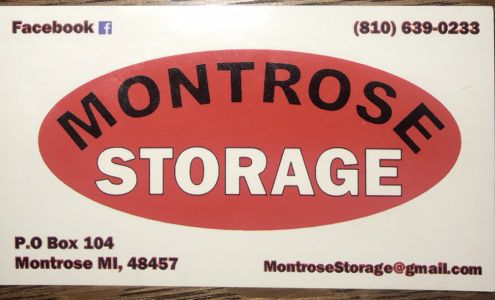 Facebook
(810) 639-0233
MONTROSE
STORAGE
P.O Box 104
Montrose MI, 48457
MontroseStorage@gmail.com